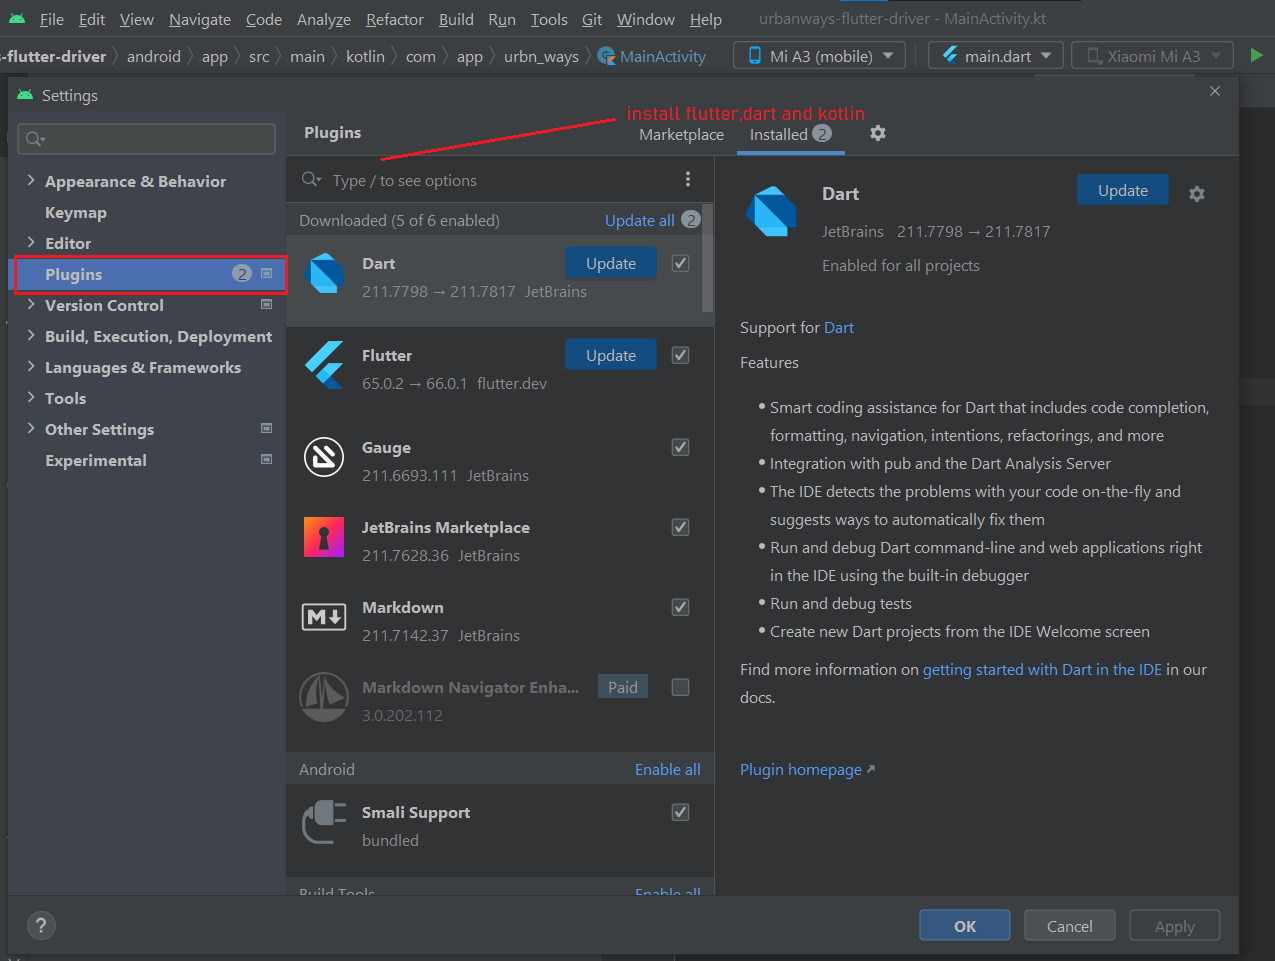 File Edit View Navigate Code Analyze Refactor Build Run Tools Git Window Help urbanways-flutter-driver - MainActivity.kt
s-flutter-driver android app src main kotlin com app urbn_ways MainActivity Mi A3 (mobile) main.dart Xiaomi Mi A3
Settings
install flutter,dart and kotlin
Plugins Marketplace Installed 2
Appearance & Behavior
Keymap
Editor
Plugins 2
Version Control
Build, Execution, Deployment
Languages & Frameworks
Tools
Other Settings
Experimental
Type / to see options
Downloaded (5 of 6 enabled) Update all 2
Dart Update
211.7798 → 211.7817 JetBrains
Flutter Update
65.0.2 → 66.0.1 flutter.dev
Gauge
211.6693.111 JetBrains
JetBrains Marketplace
211.7628.36 JetBrains
M↓ Markdown
211.7142.37 JetBrains
Markdown Navigator Enha... Paid
3.0.202.112
Android Enable all
Smali Support
bundled
Build Tools Enable all
Dart Update
JetBrains 211.7798 → 211.7817
Enabled for all projects
Support for Dart
Features
• Smart coding assistance for Dart that includes code completion,
formatting, navigation, intentions, refactorings, and more
• Integration with pub and the Dart Analysis Server
• The IDE detects the problems with your code on-the-fly and
suggests ways to automatically fix them
• Run and debug Dart command-line and web applications right
in the IDE using the built-in debugger
• Run and debug tests
• Create new Dart projects from the IDE Welcome screen
Find more information on getting started with Dart in the IDE in our
docs.
Plugin homepage ↗
? OK Cancel Apply